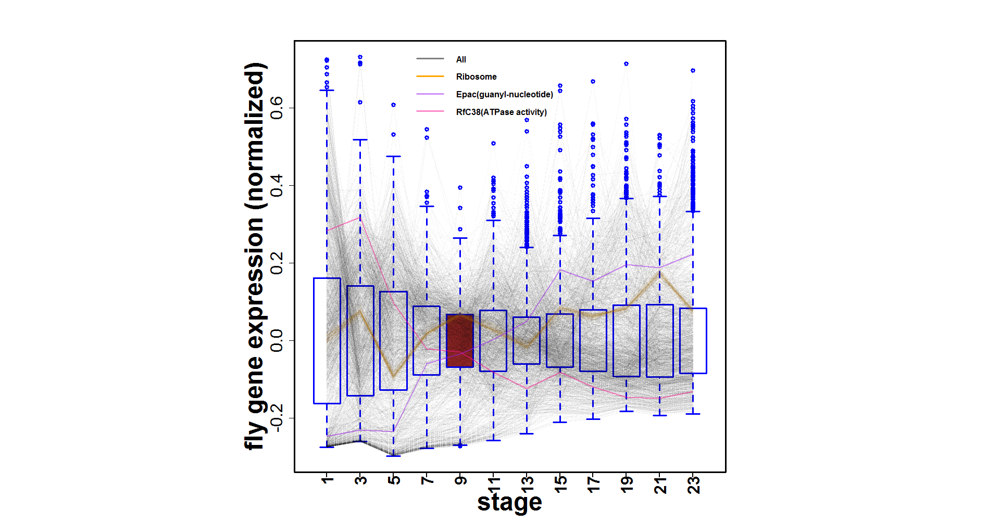 All
Ribosome
Epac(guanyl-nucleotide)
RfC38(ATPase activity)
fly gene expression (normalized)
0.6
0.4
0.2
0.0
-0.2
1 3 5 7 9 11 13 15 17 19 21 23
stage